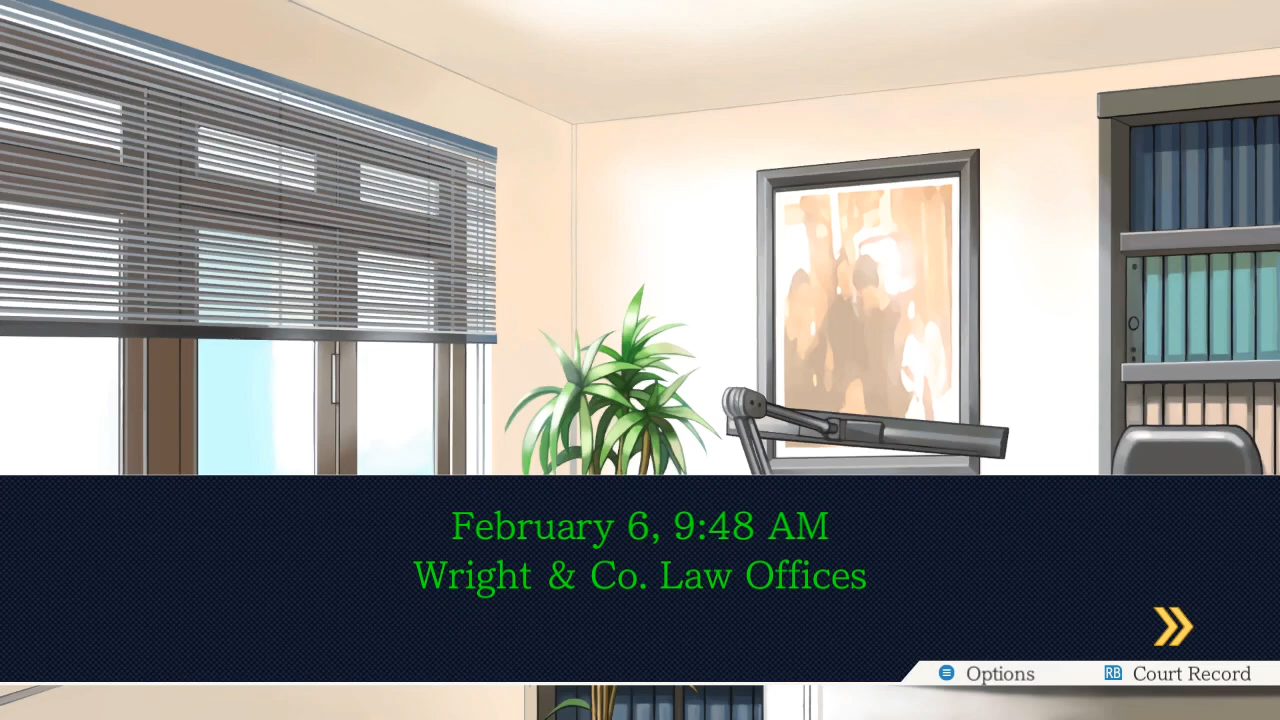 February 6, 9:48 AM
Wright & Co. Law Offices
Options
RB Court Record